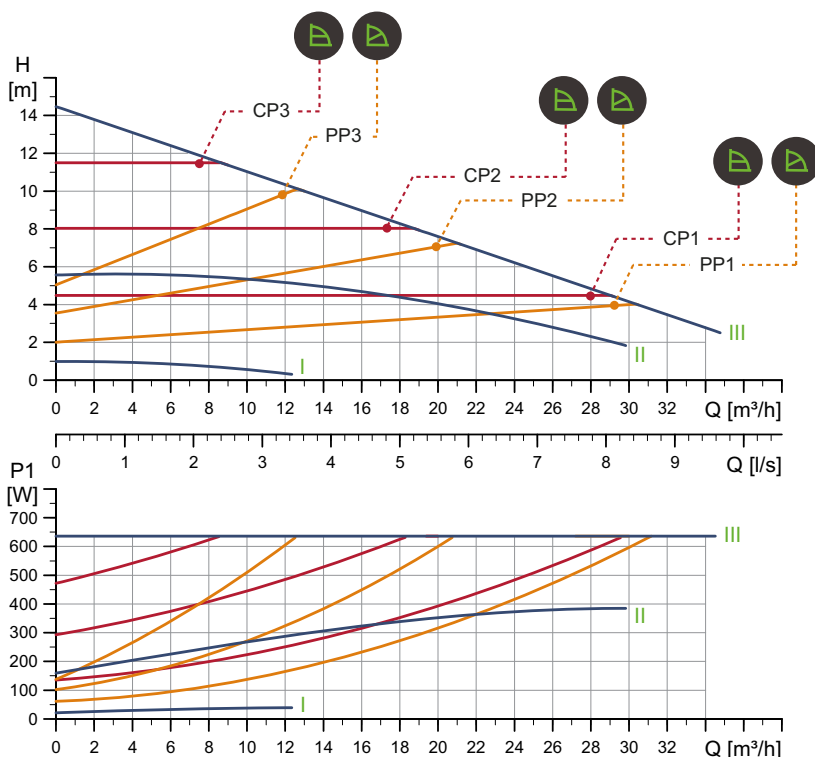 H
[m]
14
12
10
8
6
4
2
0
CP3
PP3
CP2
PP2
CP1
PP1
III
II
I
0 2 4 6 8 10 12 14 16 18 20 22 24 26 28 30 32 Q [m³/h]
0 1 2 3 4 5 6 7 8 9 Q [l/s]
P1
[W]
700
600
500
400
300
200
100
0
III
II
I
0 2 4 6 8 10 12 14 16 18 20 22 24 26 28 30 32 Q [m³/h]